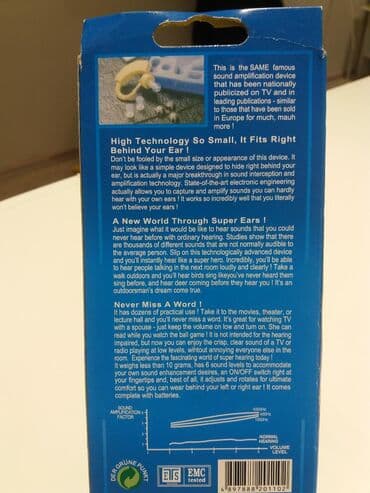 This is the SAME famous
sound amplification device
that has been nationally
publicized on TV and in
leading publications - similar
to those that have been sold
in Europe for much, mauh
more !
High Technology So Small, It Fits Right
Behind Your Ear !
Don't be fooled by the small size or appearance of this device. It
may look like a simple device designed to hide right behind your
ear, but is actually a major breakthrough in sound interception and
amplification technology. State-of-the-art electronic engineering
actually allows you to capture and amplify sounds you can hardly
hear with your own ears ! It works so incredibly well that you literally
won't believe your ears !
A New World Through Super Ears !
Just imagine what it would be like to hear sounds that you could
never hear before with ordinary hearing. Studies show that there
are thousands of different sounds that are not normally audible to
the average person. Slip on this technologically advanced device
and you'll instantly hear like a super hero. Incredibly, you'll be able
to hear people talking in the next room loudly and clearly ! Take a
walk outdoors and you'll hear birds sing likeyou've never heard them
sing before, and hear deer coming before they hear you ! It's an
outdoorsman's dream come true.
Never Miss A Word !
It has dozens of practical use ! Take it to the movies, theater, or
lecture hall and you'll never miss a word. It's great for watching TV
with a spouse - just keep the volume on low and turn on. She can
read while you watch the ball game ! It is not intended for the hearing
impaired, but now you can enjoy the crisp, clear sound of a TV or
radio playing at low levels, wirhout annoying everyone else in the
room. Experience the fascinating world of super hearing today !
It weighs less than 10 grams, has 6 sound levels to accommodate
your own sound enhancement desires, an ON/OFF switch right at
your fingertips and, best of all, it adjusts and rotates for ultimate
comfort so you can wear behind your left or right ear ! It comes
complete with batteries.
SOUND
AMPLIFICATION
FACTOR
NORMAL
HEARING
VOLUME
LEVEL
1 2 3 4
DER GRÜNE PUNKT
ETS
EMC
tested
4 897888 201102